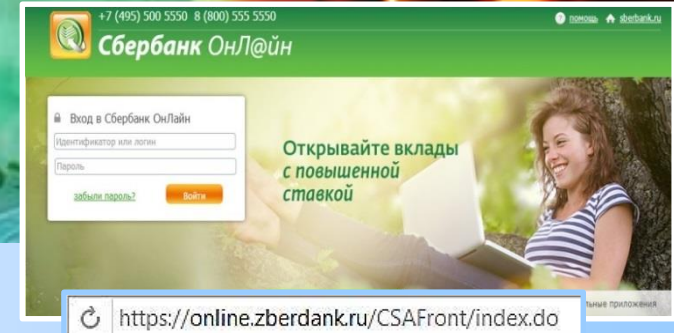 +7 (495) 500 5550 8 (800) 555 5550
помощь sberbank.ru
Сбербанк ОнЛ@йн
Вход в Сбербанк ОнЛайн
Идентификатор или логин
Пароль
забыли пароль? Войти
Открывайте вклады
с повышенной
ставкой
приложения
https://online.zberdank.ru/CSAFront/index.do